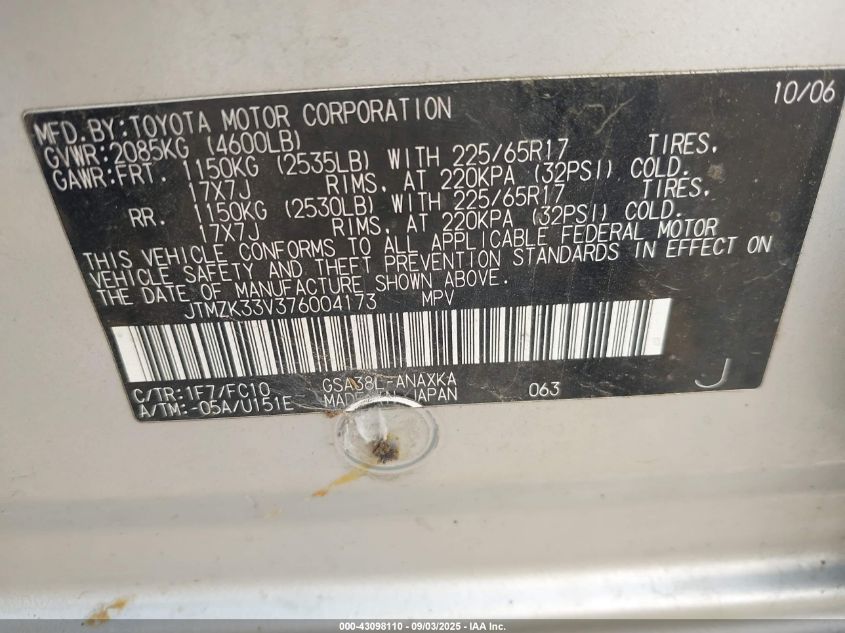 10/06
MFD.BY:TOYOTA MOTOR CORPORATION
GVWR:2085KG (4600LB)
GAWR:FRT. 1150KG (2535LB) WITH 225/65R17 TIRES.
17X7J RIMS, AT 220KPA (32PSI) COLD.
RR. 1150KG (2530LB) WITH 225/65R17 TIRES.
17X7J RIMS, AT 220KPA (32PSI) COLD.
THIS VEHICLE CONFORMS TO ALL APPLICABLE FEDERAL MOTOR
VEHICLE SAFETY AND THEFT PREVENTION STANDARDS IN EFFECT ON
THE DATE OF MANUFACTURE SHOWN ABOVE.
JTMZK33V376004173 MPV
C/TR:1F7/FC10 GSA38L-ANAXKA 063 J
A/TM:-05A/U151E MADE IN JAPAN
000-43098110 - 09/03/2025 - IAA Inc.